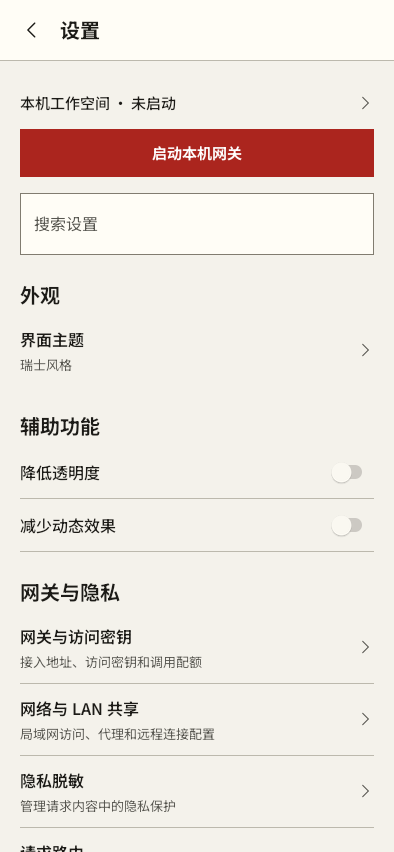 设置
本机工作空间 · 未启动
启动本机网关
搜索设置
外观
界面主题
瑞士风格
辅助功能
降低透明度
减少动态效果
网关与隐私
网关与访问密钥
接入地址、访问密钥和调用配额
网络与 LAN 共享
局域网访问、代理和远程连接配置
隐私脱敏
管理请求内容中的隐私保护
请求路由